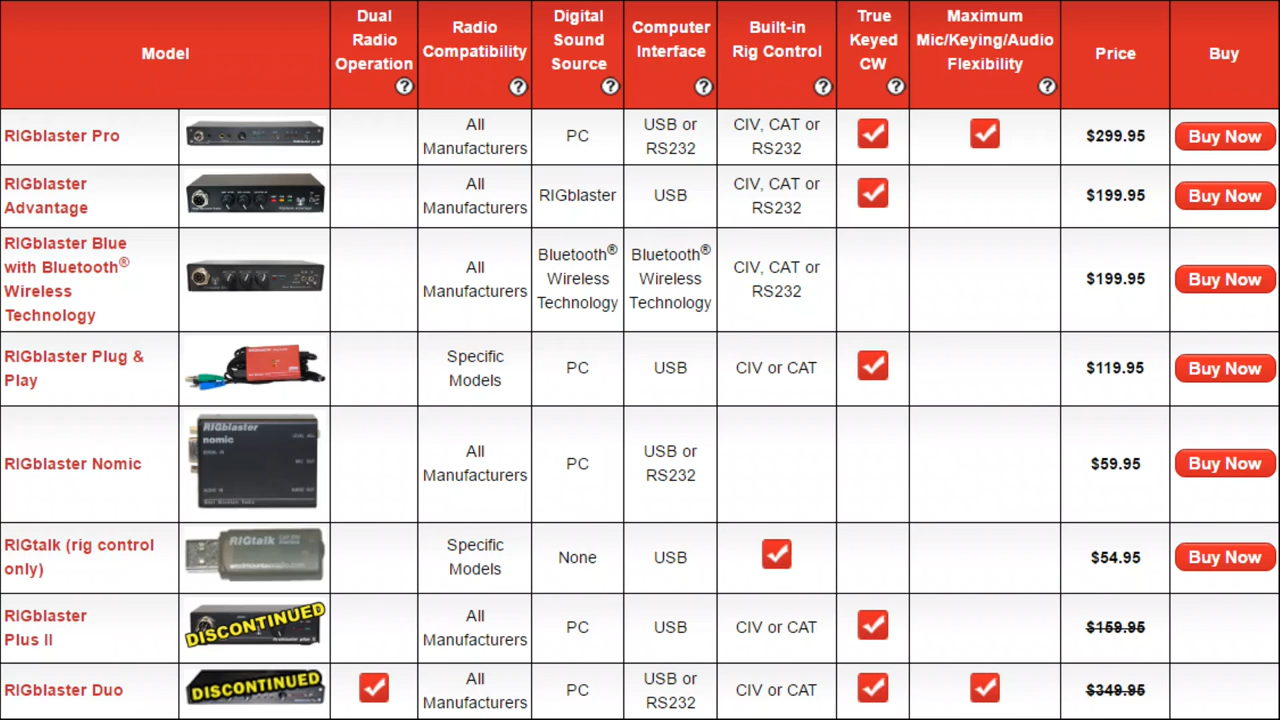 Model
Dual
Radio
Operation
?
Radio
Compatibility
?
Digital
Sound
Source
?
Computer
Interface
?
Built-in
Rig Control
?
True
Keyed
CW
?
Maximum
Mic/Keying/Audio
Flexibility
?
Price
Buy
RIGblaster Pro
All
Manufacturers
PC
USB or
RS232
CIV, CAT or
RS232
$299.95
Buy Now
RIGblaster
Advantage
All
Manufacturers
RIGblaster
USB
CIV, CAT or
RS232
$199.95
Buy Now
RIGblaster Blue
with Bluetooth®
Wireless
Technology
All
Manufacturers
Bluetooth®
Wireless
Technology
Bluetooth®
Wireless
Technology
CIV, CAT or
RS232
$199.95
Buy Now
RIGblaster Plug &
Play
Specific
Models
PC
USB
CIV or CAT
$119.95
Buy Now
RIGblaster Nomic
RIGblaster
nomic
All
Manufacturers
PC
USB or
RS232
$59.95
Buy Now
RIGtalk (rig control
only)
RIGtalk
Specific
Models
None
USB
$54.95
Buy Now
RIGblaster
Plus II
DISCONTINUED
All
Manufacturers
PC
USB
CIV or CAT
$159.95
RIGblaster Duo
DISCONTINUED
All
Manufacturers
PC
USB or
RS232
CIV or CAT
$349.95